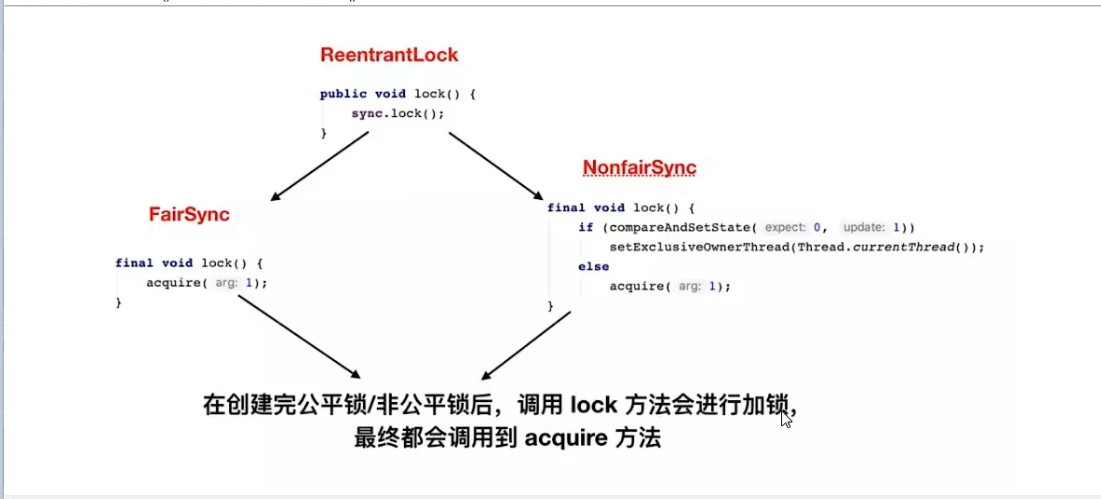 ReentrantLock
public void lock() {
sync.lock();
}
NonfairSync
final void lock() {
if (compareAndSetState( expect: 0, update: 1))
setExclusiveOwnerThread(Thread.currentThread());
else
acquire( arg: 1);
}
FairSync
final void lock() {
acquire( arg: 1);
}
在创建完公平锁/非公平锁后，调用 lock 方法会进行加锁，
最终都会调用到 acquire 方法